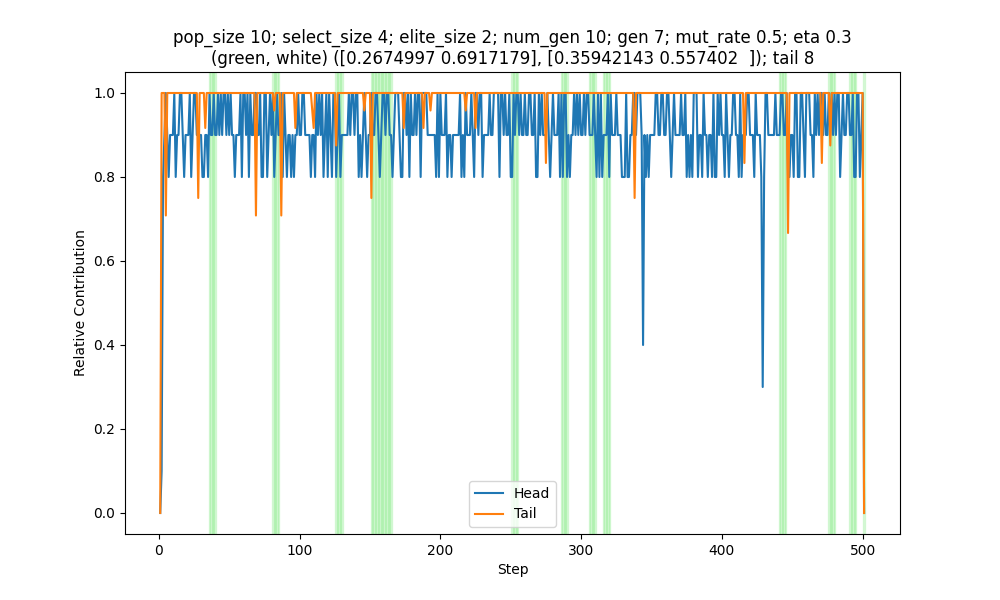 pop_size 10; select_size 4; elite_size 2; num_gen 10; gen 7; mut_rate 0.5; eta 0.3
(green, white) ([0.2674997 0.6917179], [0.35942143 0.557402  ]); tail 8
1.0
0.8
0.6
0.4
0.2
0.0
Relative Contribution
Head
Tail
0 100 200 300 400 500
Step